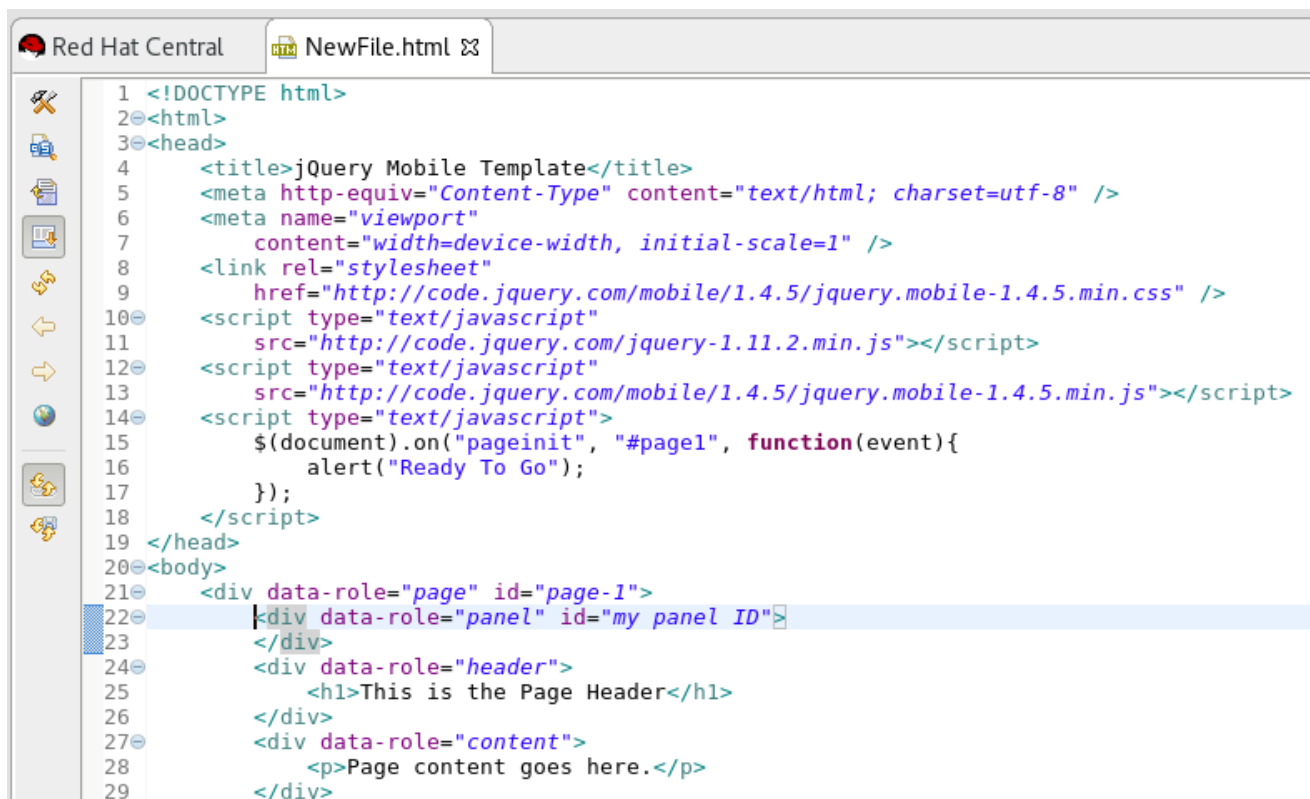 Red Hat Central NewFile.html
1 <!DOCTYPE html>
2 <html>
3 <head>
4 <title>jQuery Mobile Template</title>
5 <meta http-equiv="Content-Type" content="text/html; charset=utf-8" />
6 <meta name="viewport"
7 content="width=device-width, initial-scale=1" />
8 <link rel="stylesheet"
9 href="http://code.jquery.com/mobile/1.4.5/jquery.mobile-1.4.5.min.css" />
10 <script type="text/javascript"
11 src="http://code.jquery.com/jquery-1.11.2.min.js"></script>
12 <script type="text/javascript"
13 src="http://code.jquery.com/mobile/1.4.5/jquery.mobile-1.4.5.min.js"></script>
14 <script type="text/javascript">
15 $(document).on("pageinit", "#page1", function(event){
16 alert("Ready To Go");
17 });
18 </script>
19 </head>
20 <body>
21 <div data-role="page" id="page-1">
22 <div data-role="panel" id="my panel ID">
23 </div>
24 <div data-role="header">
25 <h1>This is the Page Header</h1>
26 </div>
27 <div data-role="content">
28 <p>Page content goes here.</p>
29 </div>